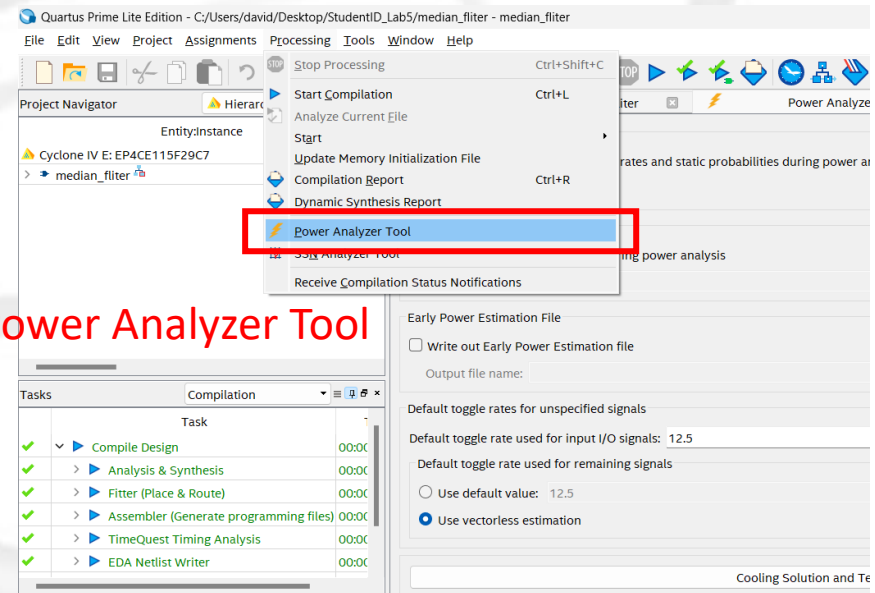 Quartus Prime Lite Edition - C:/Users/david/Desktop/StudentID_Lab5/median_fliter - median_fliter
File Edit View Project Assignments Processing Tools Window Help
Stop Processing Ctrl+Shift+C
STOP
Project Navigator
Start Compilation Ctrl+L
Power Analyze
Analyze Current File
Entity:Instance
Start
Cyclone IV E: EP4CE115F29C7
Update Memory Initialization File
rates and static probabilities during power
median_fliter
Compilation Report Ctrl+R
Dynamic Synthesis Report
Power Analyzer Tool
SSN Analyzer Tool
power analysis
Receive Compilation Status Notifications
ower Analyzer Tool
Early Power Estimation File
Write out Early Power Estimation file
Output file name:
Tasks Compilation
Default toggle rates for unspecified signals
Task
Default toggle rate used for input I/O signals: 12.5
Compile Design 00:00
Default toggle rate used for remaining signals
Analysis & Synthesis 00:00
Fitter (Place & Route) 00:00
Use default value: 12.5
Assembler (Generate programming files) 00:00
Use vectorless estimation
TimeQuest Timing Analysis 00:00
EDA Netlist Writer 00:00
Cooling Solution and Te